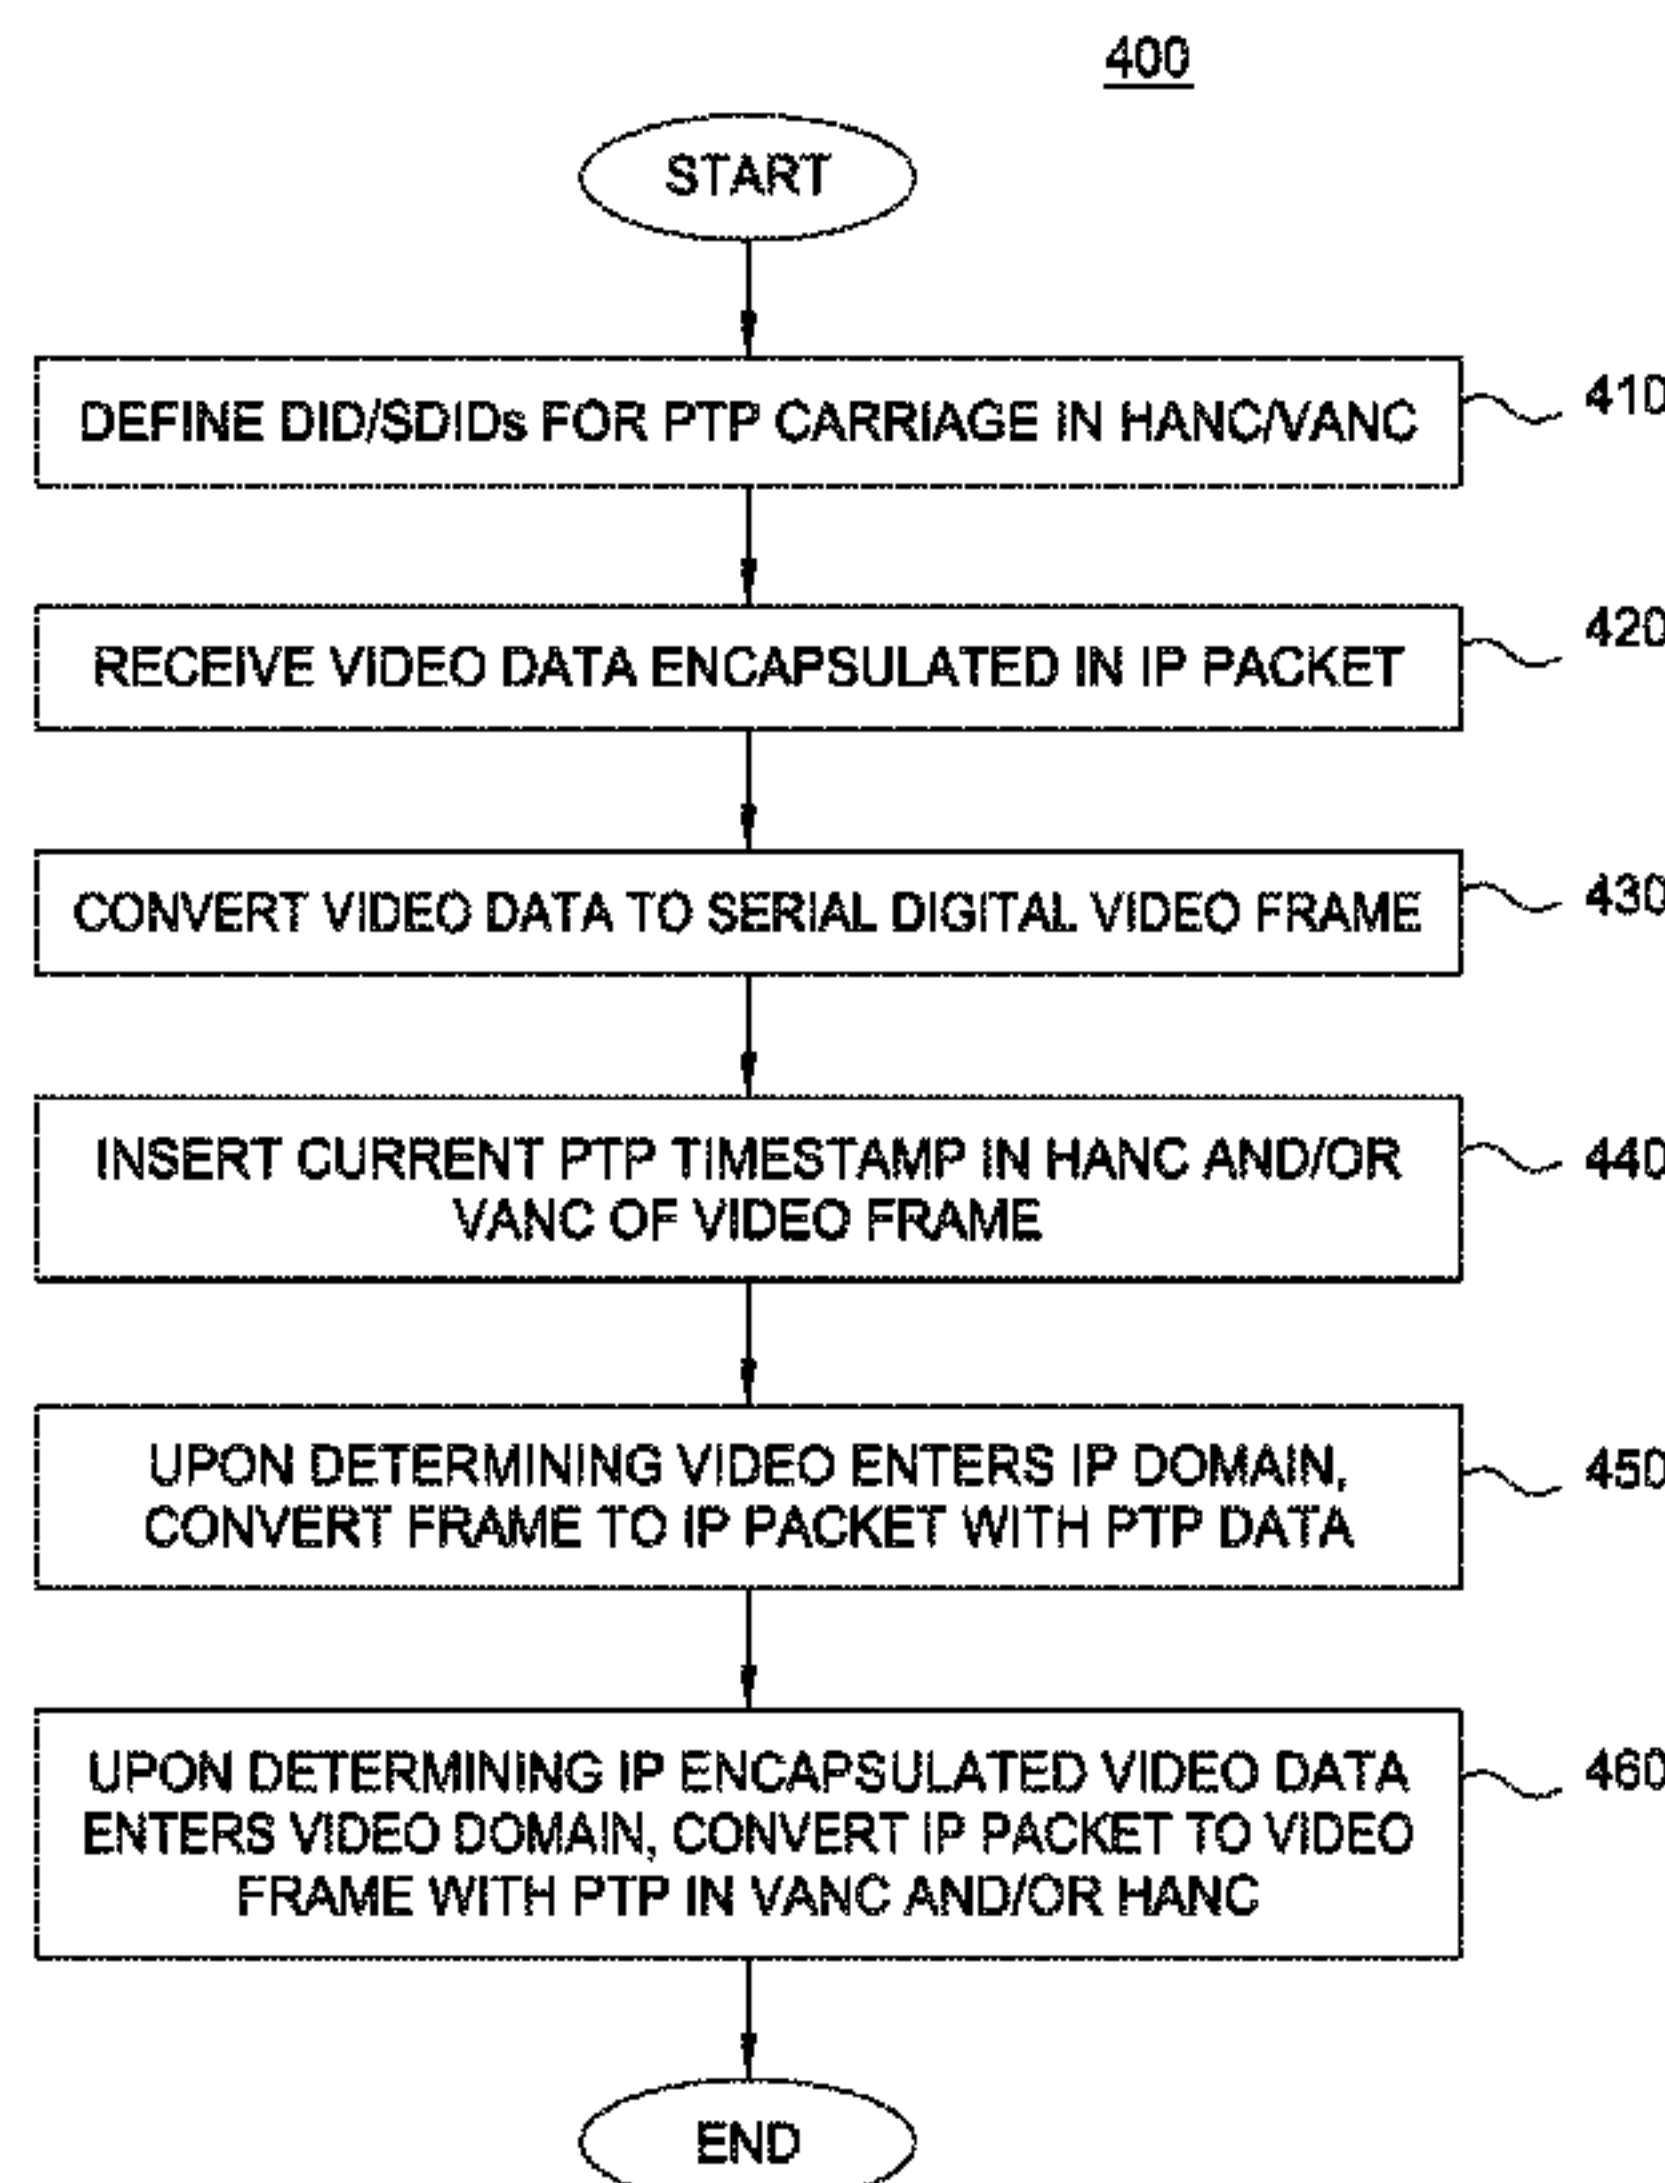 400
START
DEFINE DID/SDIDs FOR PTP CARRIAGE IN HANC/VANC
410
RECEIVE VIDEO DATA ENCAPSULATED IN IP PACKET
420
CONVERT VIDEO DATA TO SERIAL DIGITAL VIDEO FRAME
430
INSERT CURRENT PTP TIMESTAMP IN HANC AND/OR
VANC OF VIDEO FRAME
440
UPON DETERMINING VIDEO ENTERS IP DOMAIN,
CONVERT FRAME TO IP PACKET WITH PTP DATA
450
UPON DETERMINING IP ENCAPSULATED VIDEO DATA
ENTERS VIDEO DOMAIN, CONVERT IP PACKET TO VIDEO
FRAME WITH PTP IN VANC AND/OR HANC
460
END